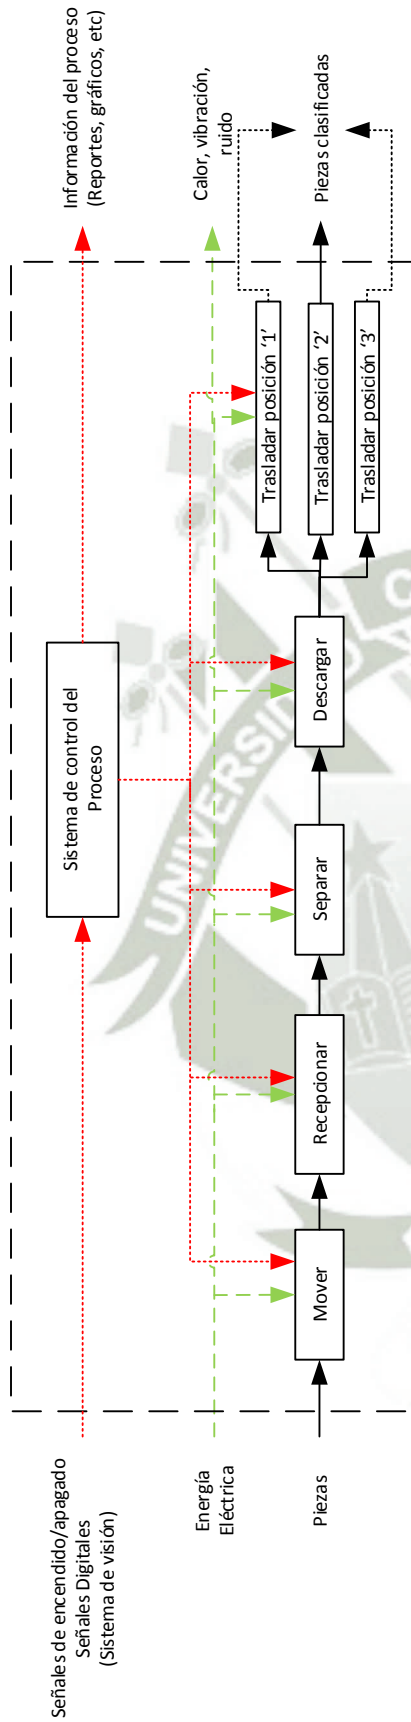 Señales de encendido/apagado
Señales Digitales
(Sistema de visión)
Sistema de control del
Proceso
Información del proceso
(Reportes, gráficos, etc)
Energía
Eléctrica
Calor, vibración,
ruido
Piezas
Mover
Recepcionar
Separar
Descargar
Trasladar posición '1'
Trasladar posición '2'
Trasladar posición '3'
Piezas clasificadas
UNIVERSIDAD